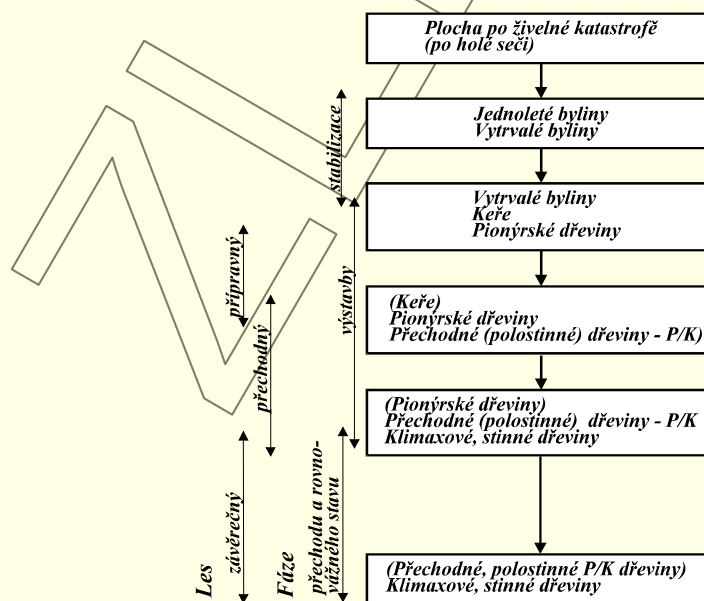 Plocha po živelné katastrofě
(po holé seči)
Jednoleté byliny
Vytrvalé byliny
Vytrvalé byliny
Keře
Pionýrské dřeviny
(Keře)
Pionýrské dřeviny
Přechodné (polostinné) dřeviny - P/K)
(Pionýrské dřeviny)
Přechodné (polostinné) dřeviny - P/K
Klimaxové, stinné dřeviny
(Přechodné, polostinné P/K dřeviny)
Klimaxové, stinné dřeviny
Les
přípravný
přechodný
závěrečný
Fáze
stabilizace
výstavby
přechodu a rovno-
vážného stavu